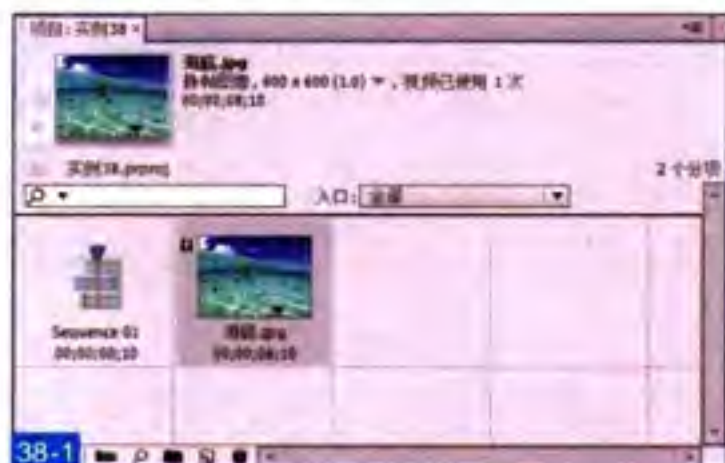 项目：实例38 ×
海底.jpg
静帧图像，800 x 600 (1.0) ▼ ，视频已使用 1 次
00;00;08;10
实例38.prproj
2 个分项
入口： 全部
Sequence 01
00;00;08;10
海底.jpg
00;00;08;10
38-1